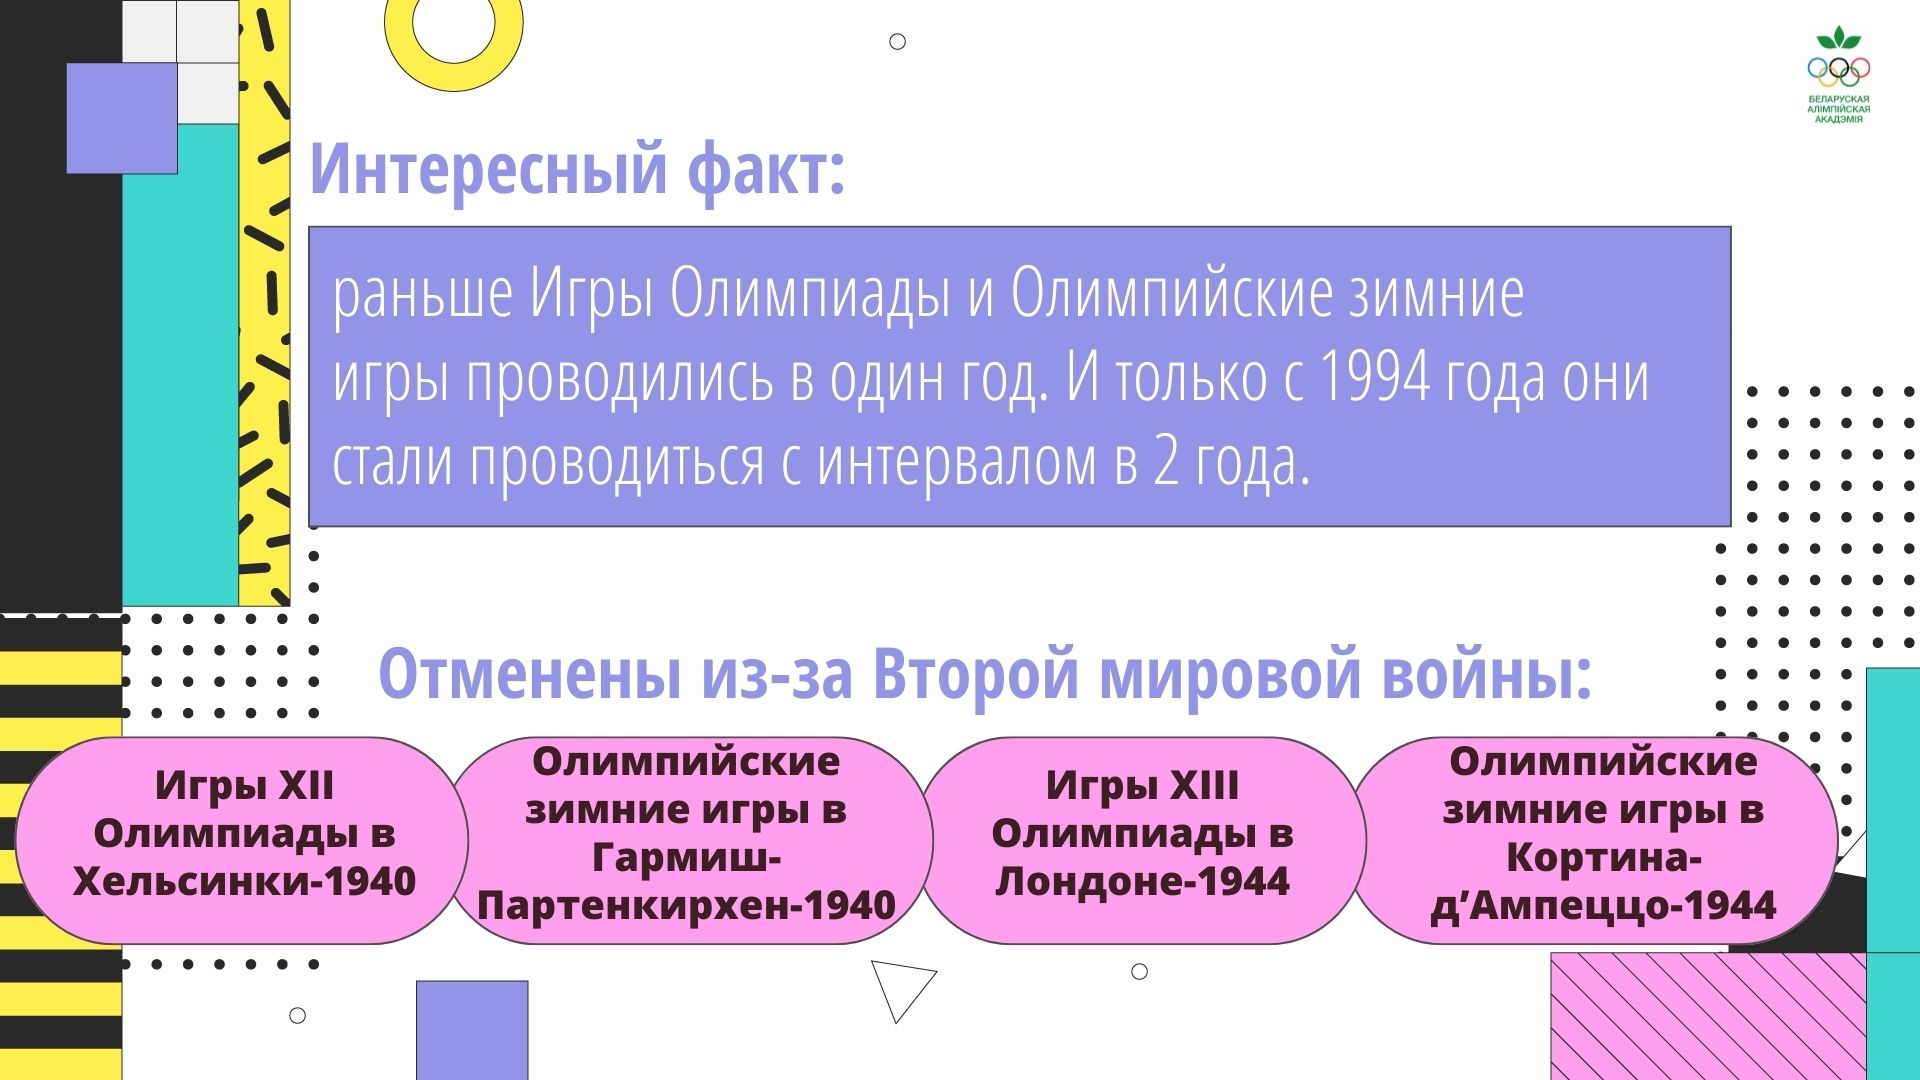 БЕЛАРУСКАЯ
АЛІМПІЙСКАЯ
АКАДЭМІЯ
Интересный факт:
раньше Игры Олимпиады и Олимпийские зимние
игры проводились в один год. И только с 1994 года они
стали проводиться с интервалом в 2 года.
Отменены из-за Второй мировой войны:
Игры XII
Олимпиады в
Хельсинки-1940
Олимпийские
зимние игры в
Гармиш-
Партенкирхен-1940
Игры XIII
Олимпиады в
Лондоне-1944
Олимпийские
зимние игры в
Кортина-
д’Ампеццо-1944